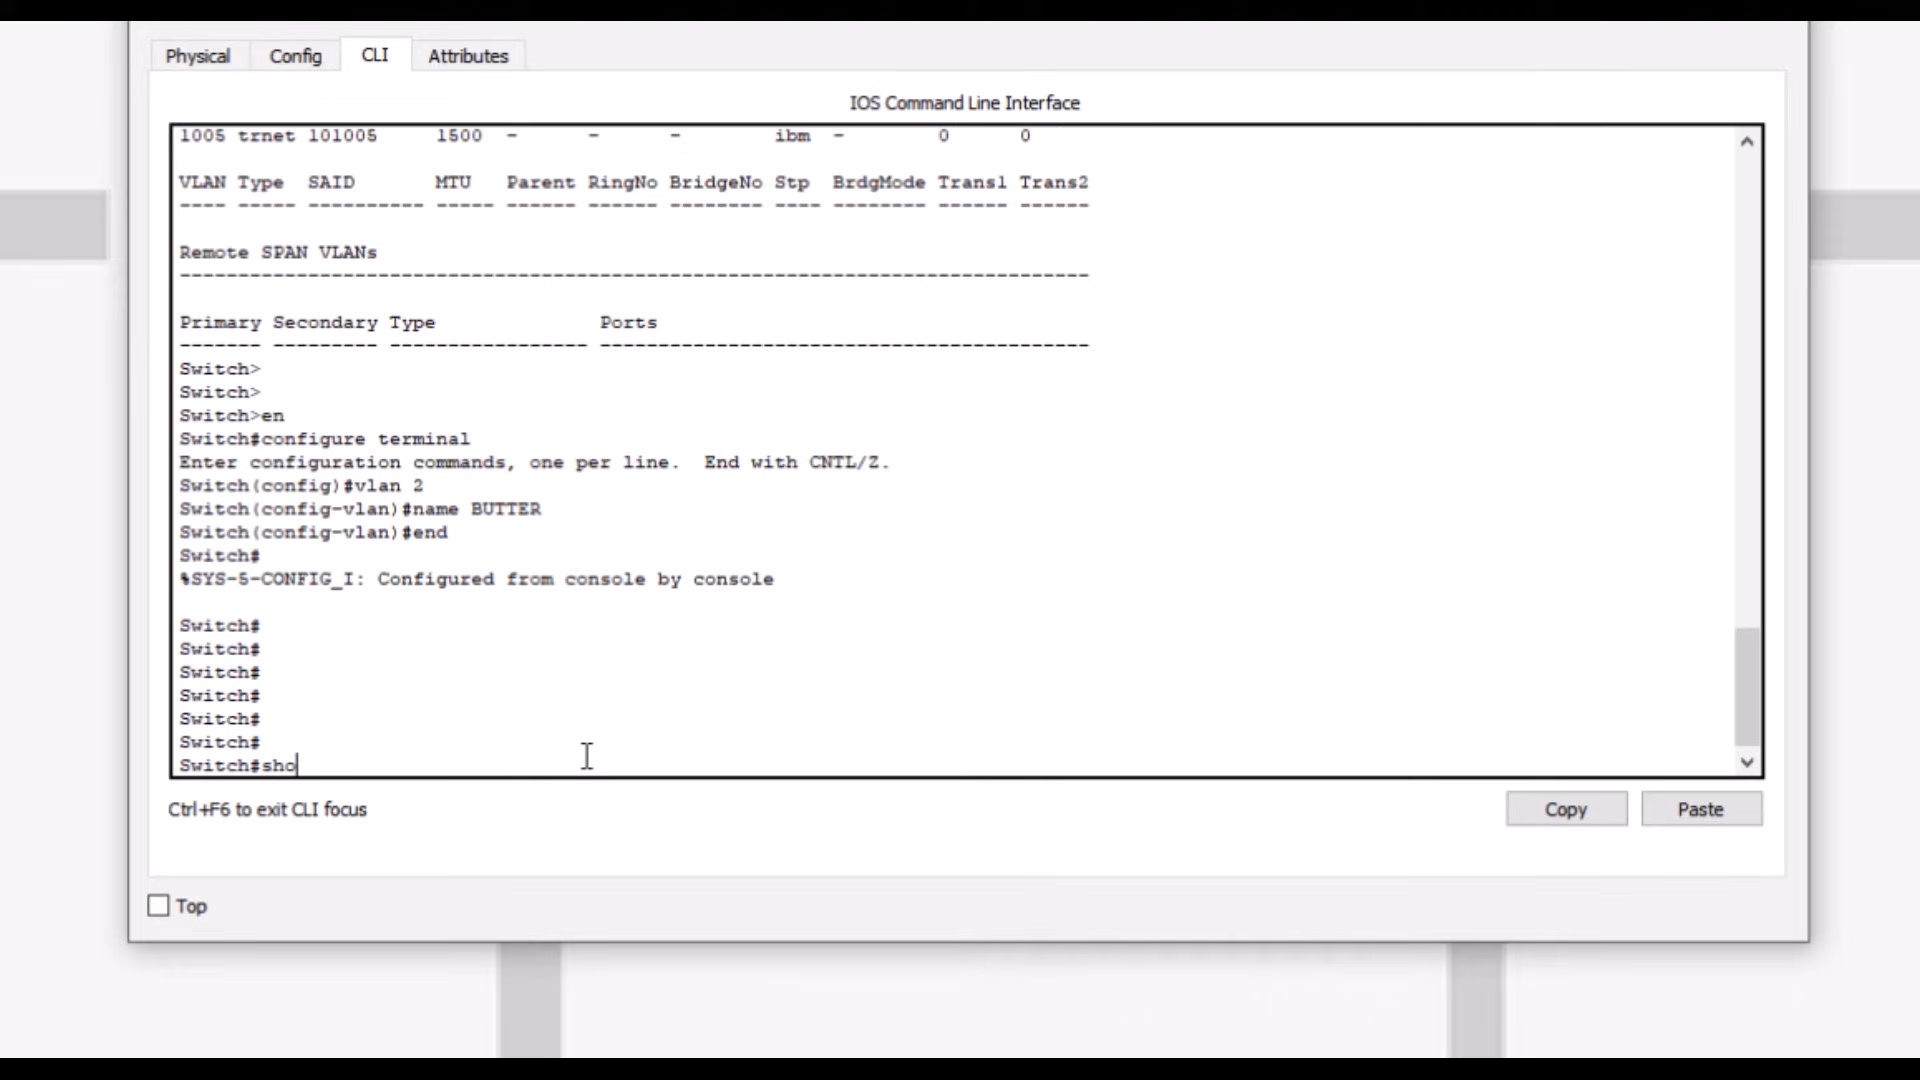 Physical Config CLI Attributes
IOS Command Line Interface
1005 trnet 101005 1500 - - - ibm - 0 0
VLAN Type SAID MTU Parent RingNo BridgeNo Stp BrdgMode Trans1 Trans2
---- ----- ---------- ----- ------ ------ -------- ---- -------- ------ ------
Remote SPAN VLANs
------------------------------------------------------------------------------
Primary Secondary Type Ports
------- --------- ----------------- ------------------------------------------
Switch>
Switch>
Switch>en
Switch#configure terminal
Enter configuration commands, one per line. End with CNTL/Z.
Switch(config)#vlan 2
Switch(config-vlan)#name BUTTER
Switch(config-vlan)#end
Switch#
%SYS-5-CONFIG_I: Configured from console by console
Switch#
Switch#
Switch#
Switch#
Switch#
Switch#
Switch#sho
Ctrl+F6 to exit CLI focus
Copy Paste
Top